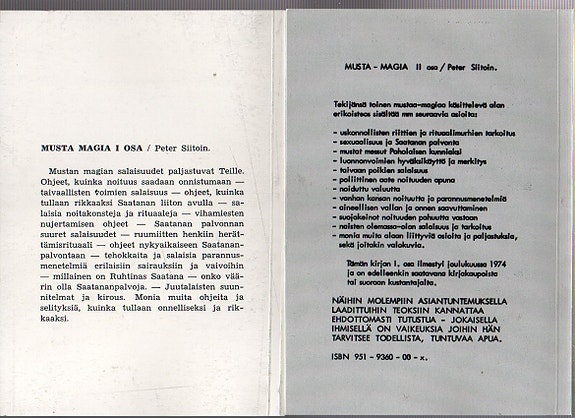 MUSTA MAGIA I OSA / Peter Siitoin.
Mustan magian salaisuudet paljastuvat Teille.
Ohjeet, kuinka noituus saadaan onnistumaan —
taivaallisten voimien salaisuus — ohjeet, kuinka
tullaan rikkaaksi Saatanan liiton avulla — sa-
laisia noitakonsteja ja rituaaleja — vihamiesten
nujertamisen ohjeet — Saatanan palvonnan
suuret salaisuudet — ruumiitten henkiin herät-
tämisrituaali — ohjeet nykyaikaiseen Saatanan-
palvontaan — tehokkaita ja salaisia parannus-
menetelmiä erilaisiin sairauksiin ja vaivoihin
— millainen on Ruhtinas Saatana — onko vää-
rin olla Saatananpalvoja. — Juutalaisten suun-
nitelmat ja kirous. Monia muita ohjeita ja
selityksiä, kuinka tullaan onnelliseksi ja rik-
kaaksi.
MUSTA - MAGIA II osa / Peter Siitoin.
Tekijänsä toinen mustaa-magiaa käsittelevä alan
erikoisteos sisältää mm seuraavia asioita:
- uskonnollisten riittien ja rituaalimurhien tarkoitus
- sexuaalisuus ja Saatanan palvonta
- mustat messut Paholaisen kunniaksi
- luonnonvoimien hyväksikäyttö ja merkitys
- taivaan poikien salaisuus
- poliittinen aate noituuden apuna
- noiduttu valuutta
- vanhan kansan noituutta ja parannusmenetelmiä
- aineellisen vallan ja onnen saavuttaminen
- suojakeinot noituuden pahuutta vastaan
- naisten olemassa-olon salaisuus ja tarkoitus
- monia muita alaan liittyviä asioita ja paljastuksia,
sekä joitakin valokuvia.
Tämän kirjan I. osa ilmestyi joulukuussa 1974
ja on edelleenkin saatavana kirjakaupoista
tai suoraan kustantajalta.
NÄIHIN MOLEMPIIN ASIANTUNTEMUKSELLA
LAADITTUIHIN TEOKSIIN KANNATTAA
EHDOTTOMASTI TUTUSTUA - JOKAISELLA
IHMISELLÄ ON VAIKEUKSIA JOIHIN HÄN
TARVITSEE TODELLISTA, TUNTUVAA APUA.
ISBN 951 - 9360 - 00 - x.